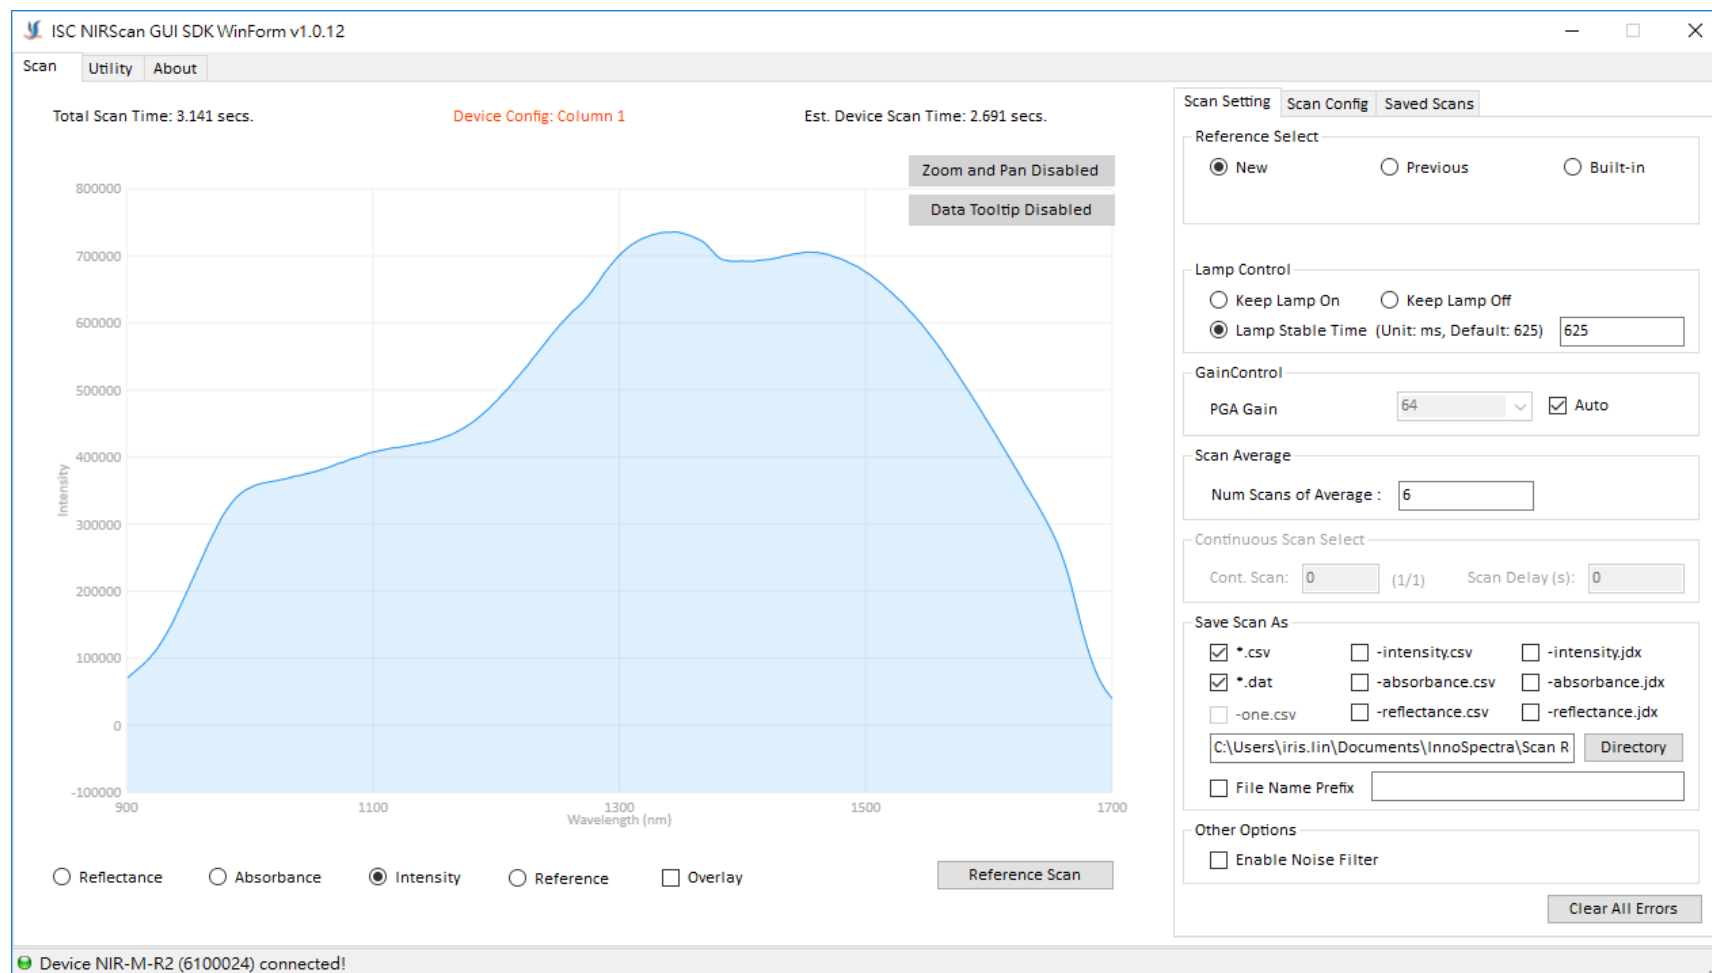 ISC NIRScan GUI SDK WinForm v1.0.12
Scan Utility About
Total Scan Time: 3.141 secs. Device Config: Column 1 Est. Device Scan Time: 2.691 secs.
Zoom and Pan Disabled
Data Tooltip Disabled
800000
700000
600000
500000
400000
300000
200000
100000
0
-100000
Intensity
900 1100 1300 1500 1700
Wavelength (nm)
Reflectance Absorbance Intensity Reference Overlay Reference Scan
Scan Setting Scan Config Saved Scans
Reference Select
New Previous Built-in
Lamp Control
Keep Lamp On Keep Lamp Off
Lamp Stable Time (Unit: ms, Default: 625) 625
GainControl
PGA Gain 64 Auto
Scan Average
Num Scans of Average : 6
Continuous Scan Select
Cont. Scan: 0 (1/1) Scan Delay (s): 0
Save Scan As
*.csv -intensity.csv -intensity.jdx
*.dat -absorbance.csv -absorbance.jdx
-one.csv -reflectance.csv -reflectance.jdx
C:\Users\iris.lin\Documents\InnoSpectra\Scan R Directory
File Name Prefix
Other Options
Enable Noise Filter
Clear All Errors
Device NIR-M-R2 (6100024) connected!